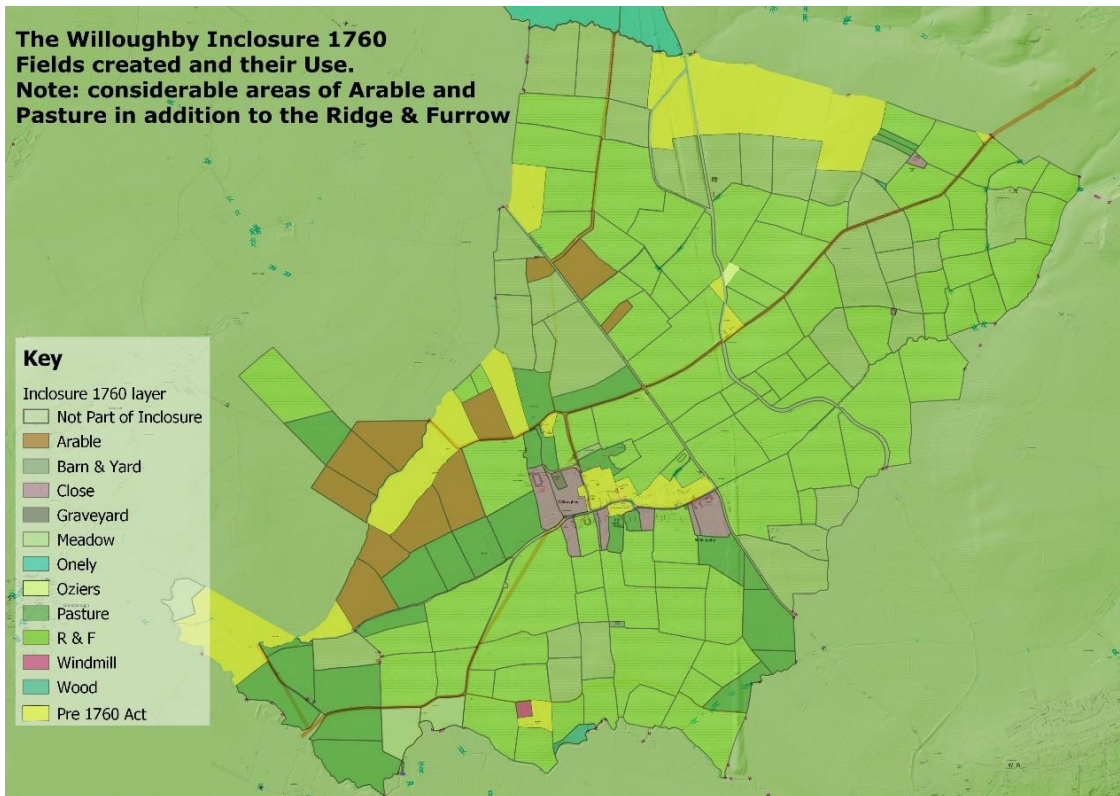 The Willoughby Inclosure 1760
Fields created and their Use.
Note: considerable areas of Arable and
Pasture in addition to the Ridge & Furrow
Key
Inclosure 1760 layer
Not Part of Inclosure
Arable
Barn & Yard
Close
Graveyard
Meadow
Onely
Oziers
Pasture
R & F
Windmill
Wood
Pre 1760 Act